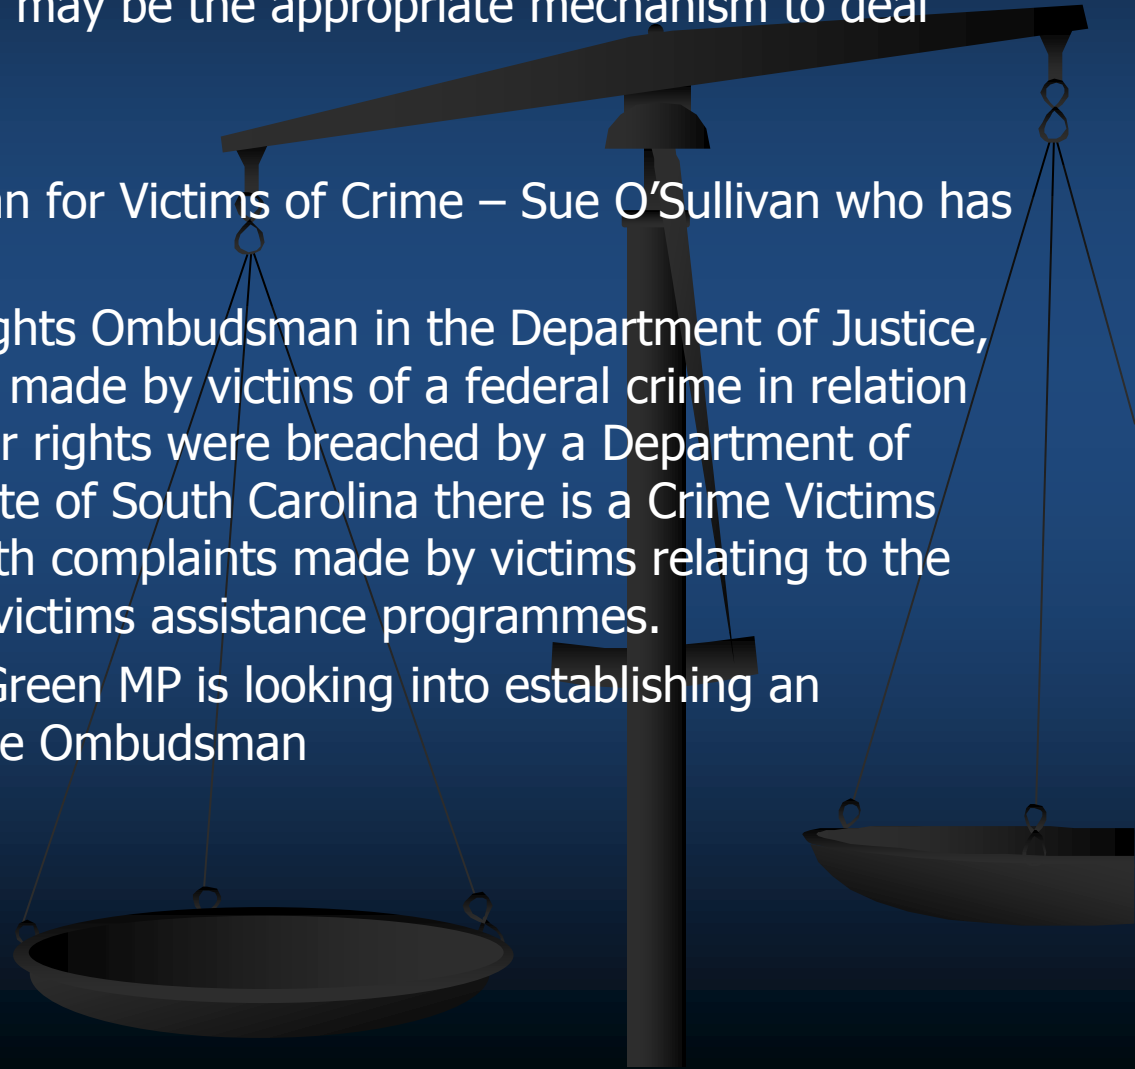 may be the appropriate mechanism to deal
for Victims of Crime – Sue O’Sullivan who has
Ombudsman in the Department of Justice,
made by victims of a federal crime in relation
rights were breached by a Department of
of South Carolina there is a Crime Victims
complaints made by victims relating to the
victims assistance programmes.
Green MP is looking into establishing an
Ombudsman